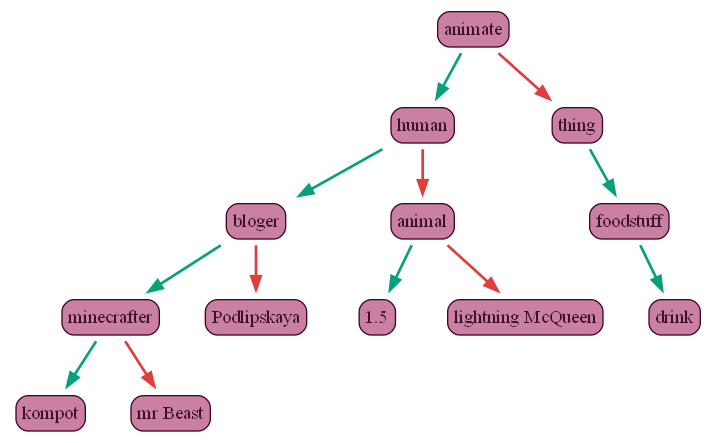 animate
human
thing
bloger
animal
foodstuff
minecrafter
Podlipskaya
1.5
lightning McQueen
drink
kompot
mr Beast